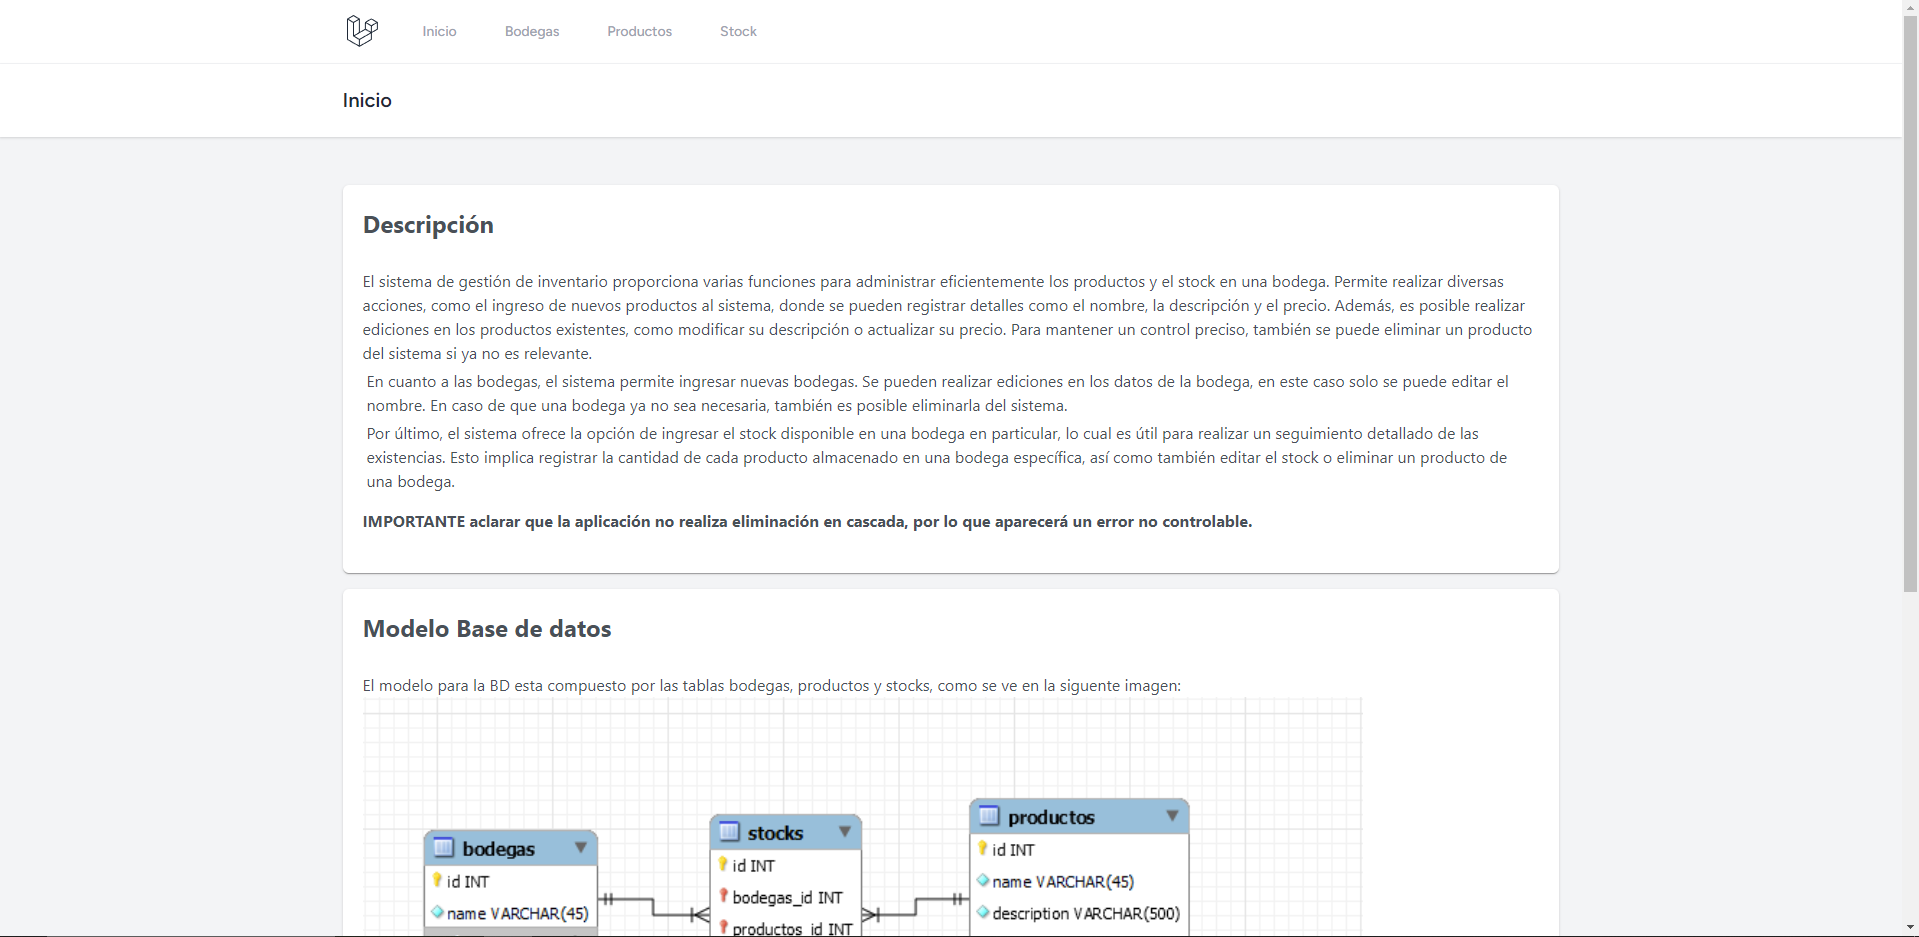 Inicio Bodegas Productos Stock
Inicio
Descripción
El sistema de gestión de inventario proporciona varias funciones para administrar eficientemente los productos y el stock en una bodega. Permite realizar diversas
acciones, como el ingreso de nuevos productos al sistema, donde se pueden registrar detalles como el nombre, la descripción y el precio. Además, es posible realizar
ediciones en los productos existentes, como modificar su descripción o actualizar su precio. Para mantener un control preciso, también se puede eliminar un producto
del sistema si ya no es relevante.
En cuanto a las bodegas, el sistema permite ingresar nuevas bodegas. Se pueden realizar ediciones en los datos de la bodega, en este caso solo se puede editar el
nombre. En caso de que una bodega ya no sea necesaria, también es posible eliminarla del sistema.
Por último, el sistema ofrece la opción de ingresar el stock disponible en una bodega en particular, lo cual es útil para realizar un seguimiento detallado de las
existencias. Esto implica registrar la cantidad de cada producto almacenado en una bodega específica, así como también editar el stock o eliminar un producto de
una bodega.
IMPORTANTE aclarar que la aplicación no realiza eliminación en cascada, por lo que aparecerá un error no controlable.
Modelo Base de datos
El modelo para la BD esta compuesto por las tablas bodegas, productos y stocks, como se ve en la siguente imagen:
bodegas
id INT
name VARCHAR(45)
stocks
id INT
bodegas_id INT
productos_id INT
productos
id INT
name VARCHAR(45)
description VARCHAR(500)